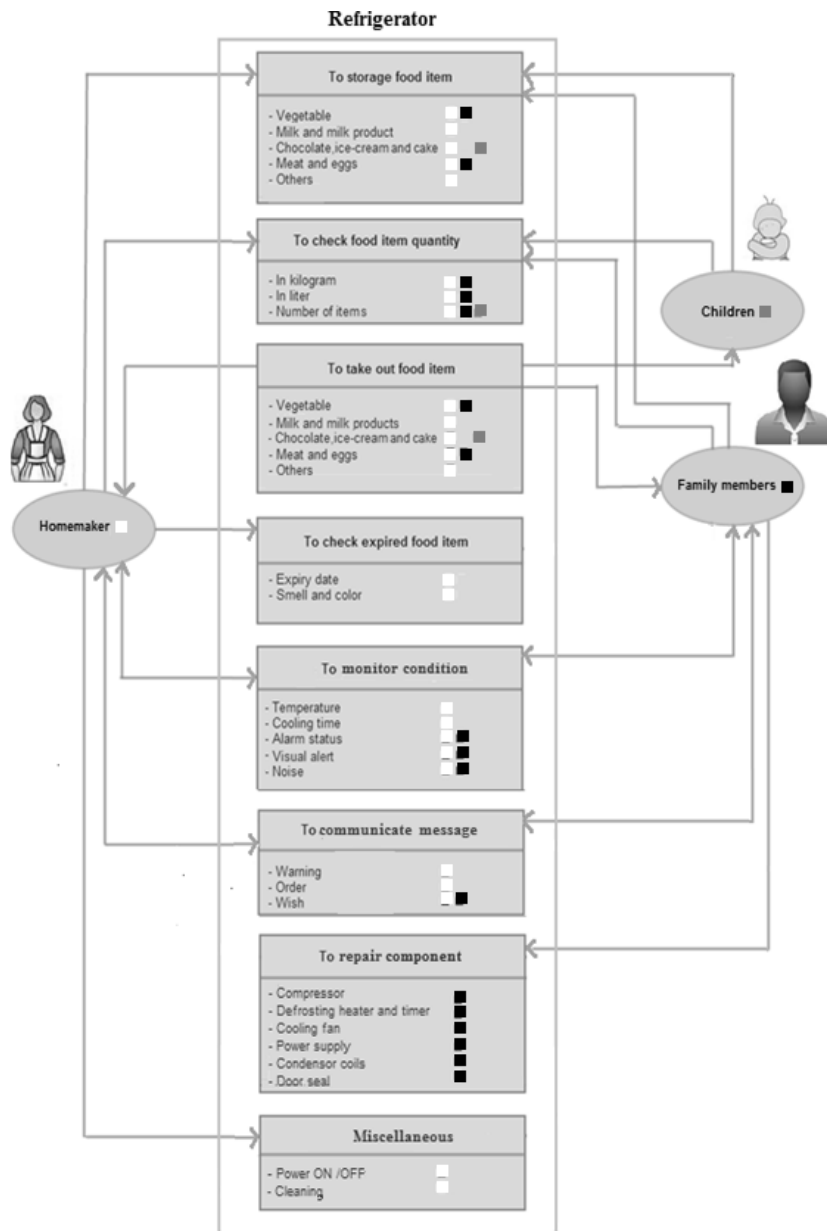 Refrigerator
To storage food item
- Vegetable
- Milk and milk product
- Chocolate,ice-cream and cake
- Meat and eggs
- Others
To check food item quantity
- In kilogram
- In liter
- Number of items
Children
To take out food item
- Vegetable
- Milk and milk products
- Chocolate,ice-cream and cake
- Meat and eggs
- Others
Family members
Homemaker
To check expired food item
- Expiry date
- Smell and color
To monitor condition
- Temperature
- Cooling time
- Alarm status
- Visual alert
- Noise
To communicate message
- Warning
- Order
- Wish
To repair component
- Compressor
- Defrosting heater and timer
- Cooling fan
- Power supply
- Condensor coils
- Door seal
Miscellaneous
- Power ON /OFF
- Cleaning